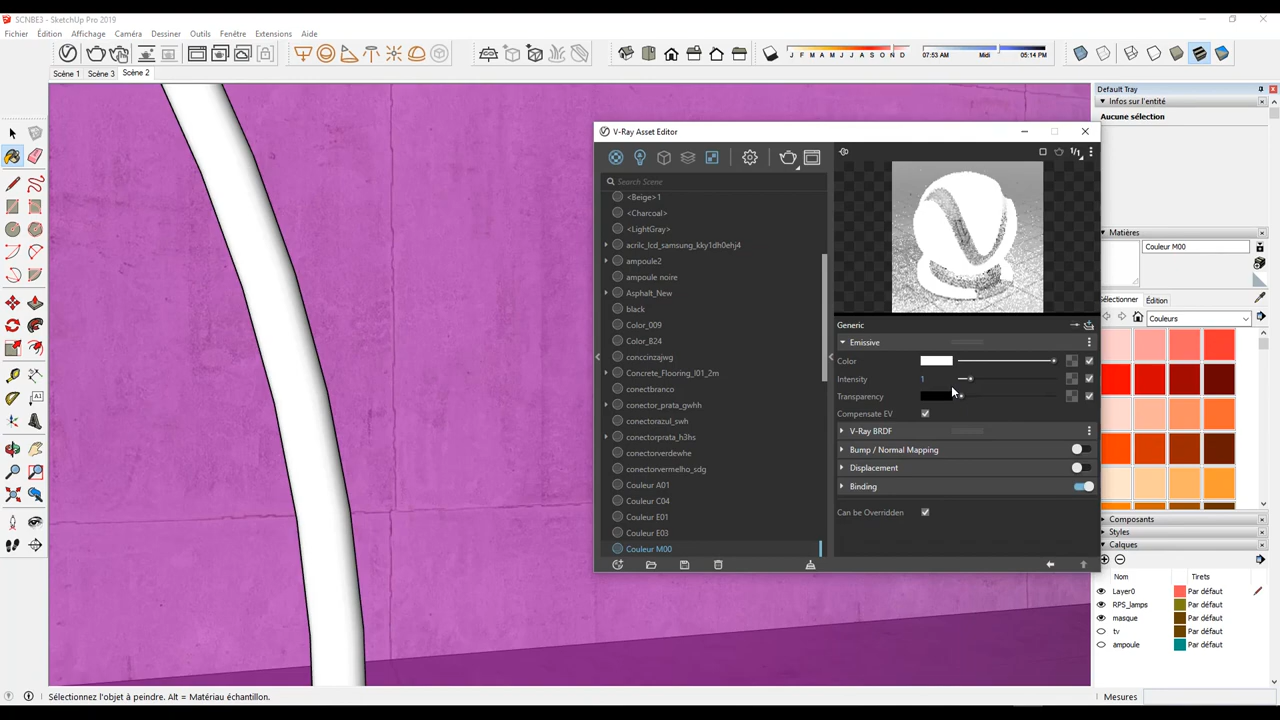 SCNBE3 - SketchUp Pro 2019
Fichier Édition Affichage Caméra Dessiner Outils Fenêtre Extensions Aide
J F M A M J J A S O N D
07:53 AM Midi 05:14 PM
Scène 1 Scène 3 Scène 2
Default Tray
Infos sur l'entité
Aucune sélection
V-Ray Asset Editor
1/1
Search Scene
<Beige>1
<Charcoal>
<LightGray>
acrilc_lcd_samsung_kky1dh0ehj4
ampoule2
ampoule noire
Asphalt_New
black
Color_009
Color_B24
conccinzajwg
Concrete_Flooring_I01_2m
conectbranco
conector_prata_gwhh
conectorazul_swh
conectorprata_h3hs
conectorverdewhe
conectorvermelho_sdg
Couleur A01
Couleur C04
Couleur E01
Couleur E03
Couleur M00
Generic
Emissive
Color
Intensity 1
Transparency
Compensate EV
V-Ray BRDF
Bump / Normal Mapping
Displacement
Binding
Can be Overridden
Matières
Couleur M00
Sélectionner Édition
Couleurs
Composants
Styles
Calques
Nom Tirets
Layer0 Par défaut
RPS_lamps Par défaut
masque Par défaut
tv Par défaut
ampoule Par défaut
Sélectionnez l'objet à peindre. Alt = Matériau échantillon.
Mesures